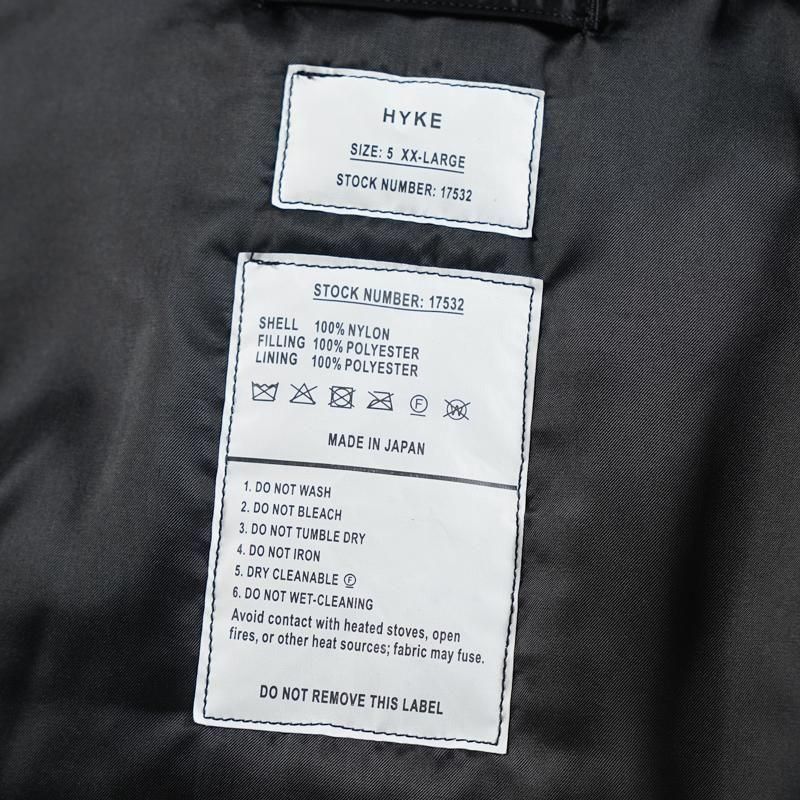 HYKE
SIZE: 5 XX-LARGE
STOCK NUMBER: 17532
STOCK NUMBER: 17532
SHELL 100% NYLON
FILLING 100% POLYESTER
LINING 100% POLYESTER
F W
MADE IN JAPAN
1. DO NOT WASH
2. DO NOT BLEACH
3. DO NOT TUMBLE DRY
4. DO NOT IRON
5. DRY CLEANABLE Ⓕ
6. DO NOT WET-CLEANING
Avoid contact with heated stoves, open
fires, or other heat sources; fabric may fuse.
DO NOT REMOVE THIS LABEL